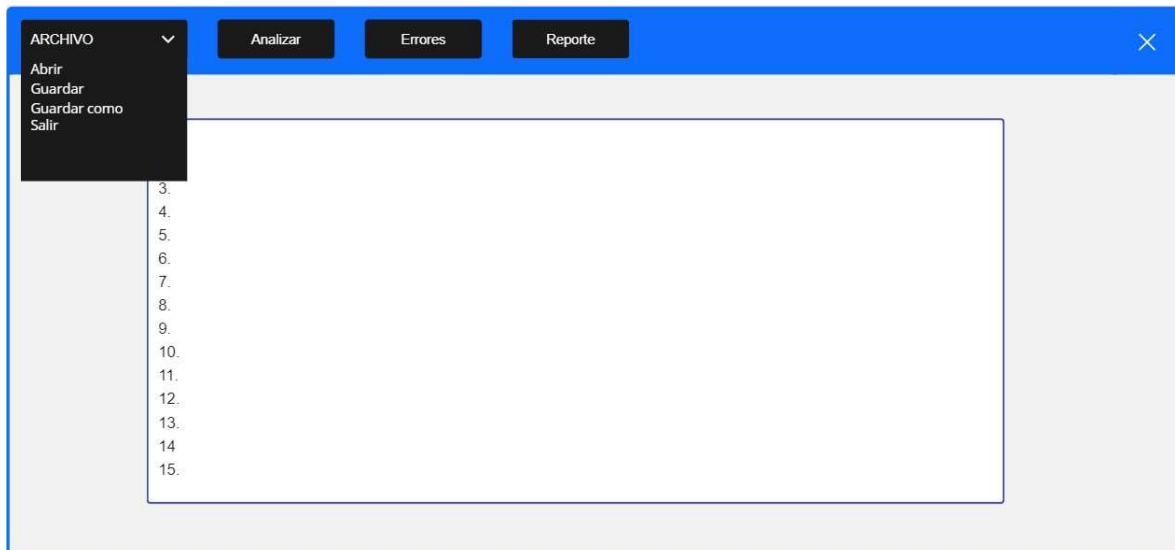 ARCHIVO
Analizar
Errores
Reporte
Abrir
Guardar
Guardar como
Salir
3.
4.
5.
6.
7.
8.
9.
10.
11.
12.
13.
14
15.